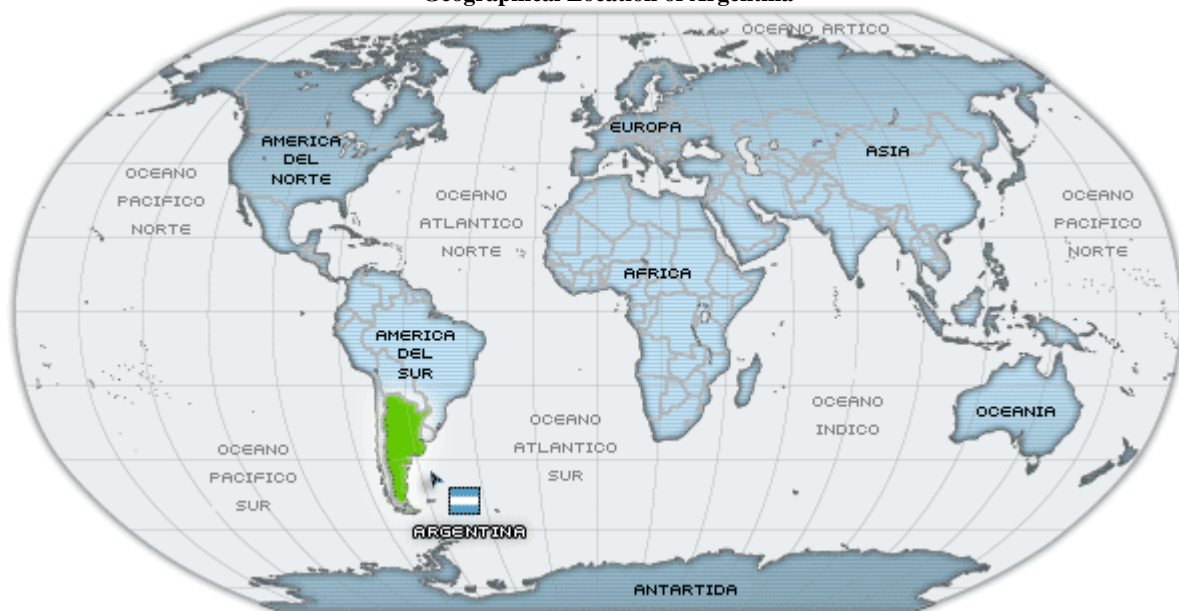 Geographical Location of Argentina
OCEANO ARTICO
EUROPA
AMERICA
DEL
NORTE
ASIA
OCEANO
PACIFICO
NORTE
OCEANO
ATLANTICO
NORTE
OCEANO
PACIFICO
NORTE
AFRICA
AMERICA
DEL
SUR
OCEANO
INDICO
OCEANIA
OCEANO
ATLANTICO
SUR
OCEANO
PACIFICO
SUR
ARGENTINA
ANTARTIDA